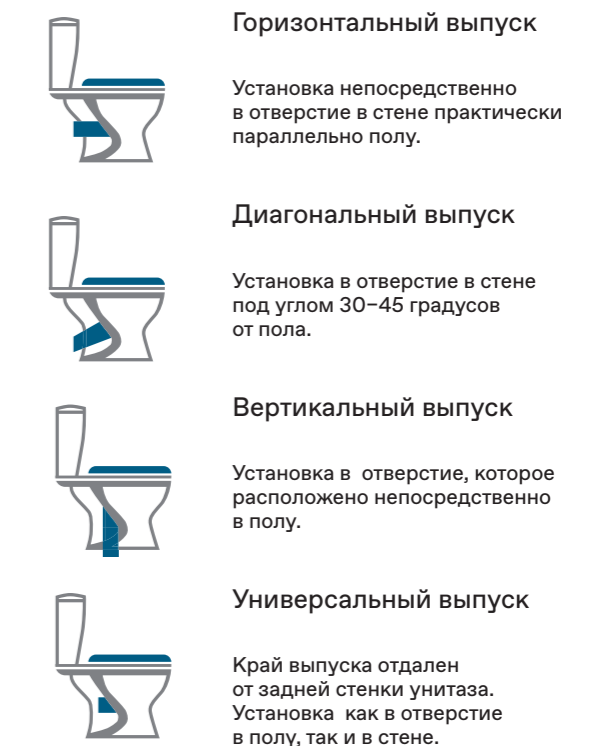 Горизонтальный выпуск
Установка непосредственно
в отверстие в стене практически
параллельно полу.
Диагональный выпуск
Установка в отверстие в стене
под углом 30–45 градусов
от пола.
Вертикальный выпуск
Установка в отверстие, которое
расположено непосредственно
в полу.
Универсальный выпуск
Край выпуска отдален
от задней стенки унитаза.
Установка как в отверстие
в полу, так и в стене.